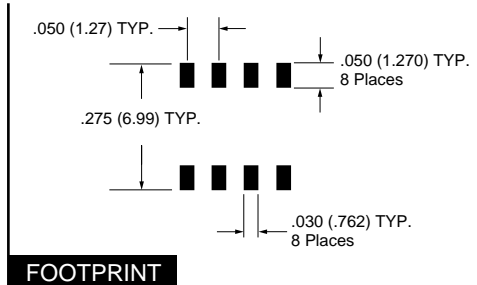 .050 (1.27) TYP.
.050 (1.270) TYP.
8 Places
.275 (6.99) TYP.
.030 (.762) TYP.
8 Places
FOOTPRINT